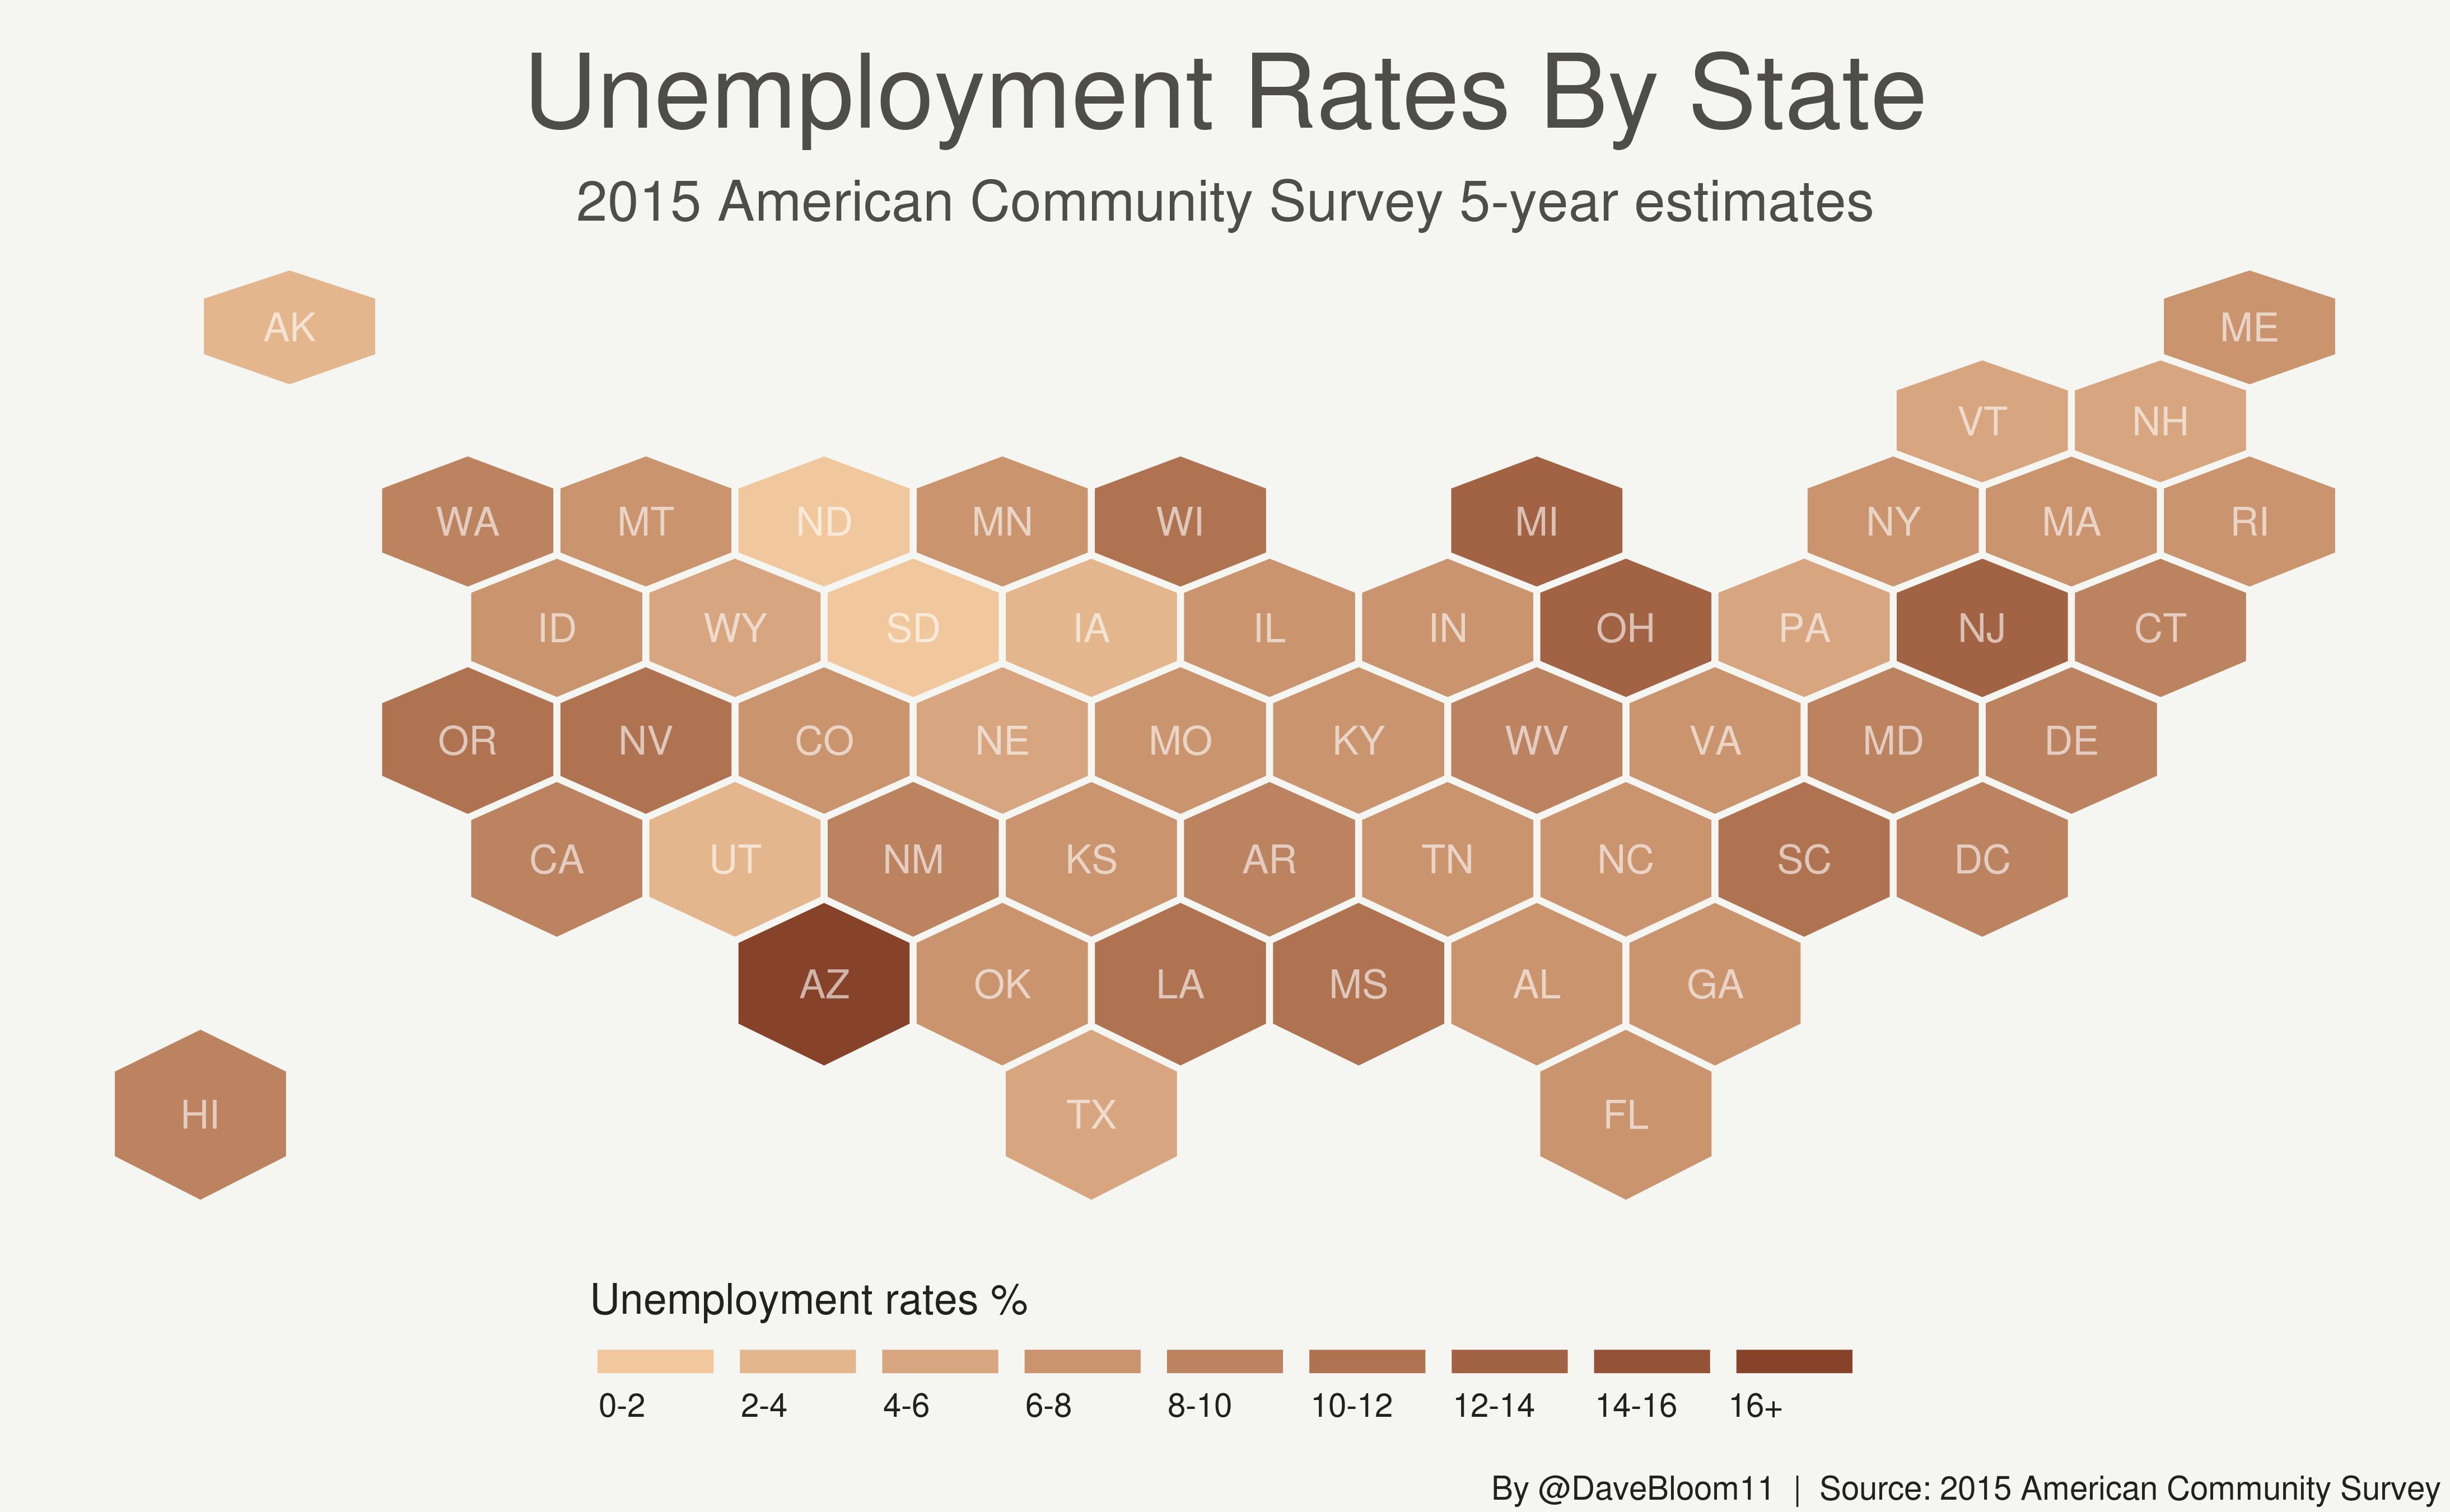 Unemployment Rates By State
2015 American Community Survey 5-year estimates
AK
ME
VT
NH
WA
MT
ND
MN
WI
MI
NY
MA
RI
ID
WY
SD
IA
IL
IN
OH
PA
NJ
CT
OR
NV
CO
NE
MO
KY
WV
VA
MD
DE
CA
UT
NM
KS
AR
TN
NC
SC
DC
AZ
OK
LA
MS
AL
GA
HI
TX
FL
Unemployment rates %
0-2
2-4
4-6
6-8
8-10
10-12
12-14
14-16
16+
By @DaveBloom11 | Source: 2015 American Community Survey